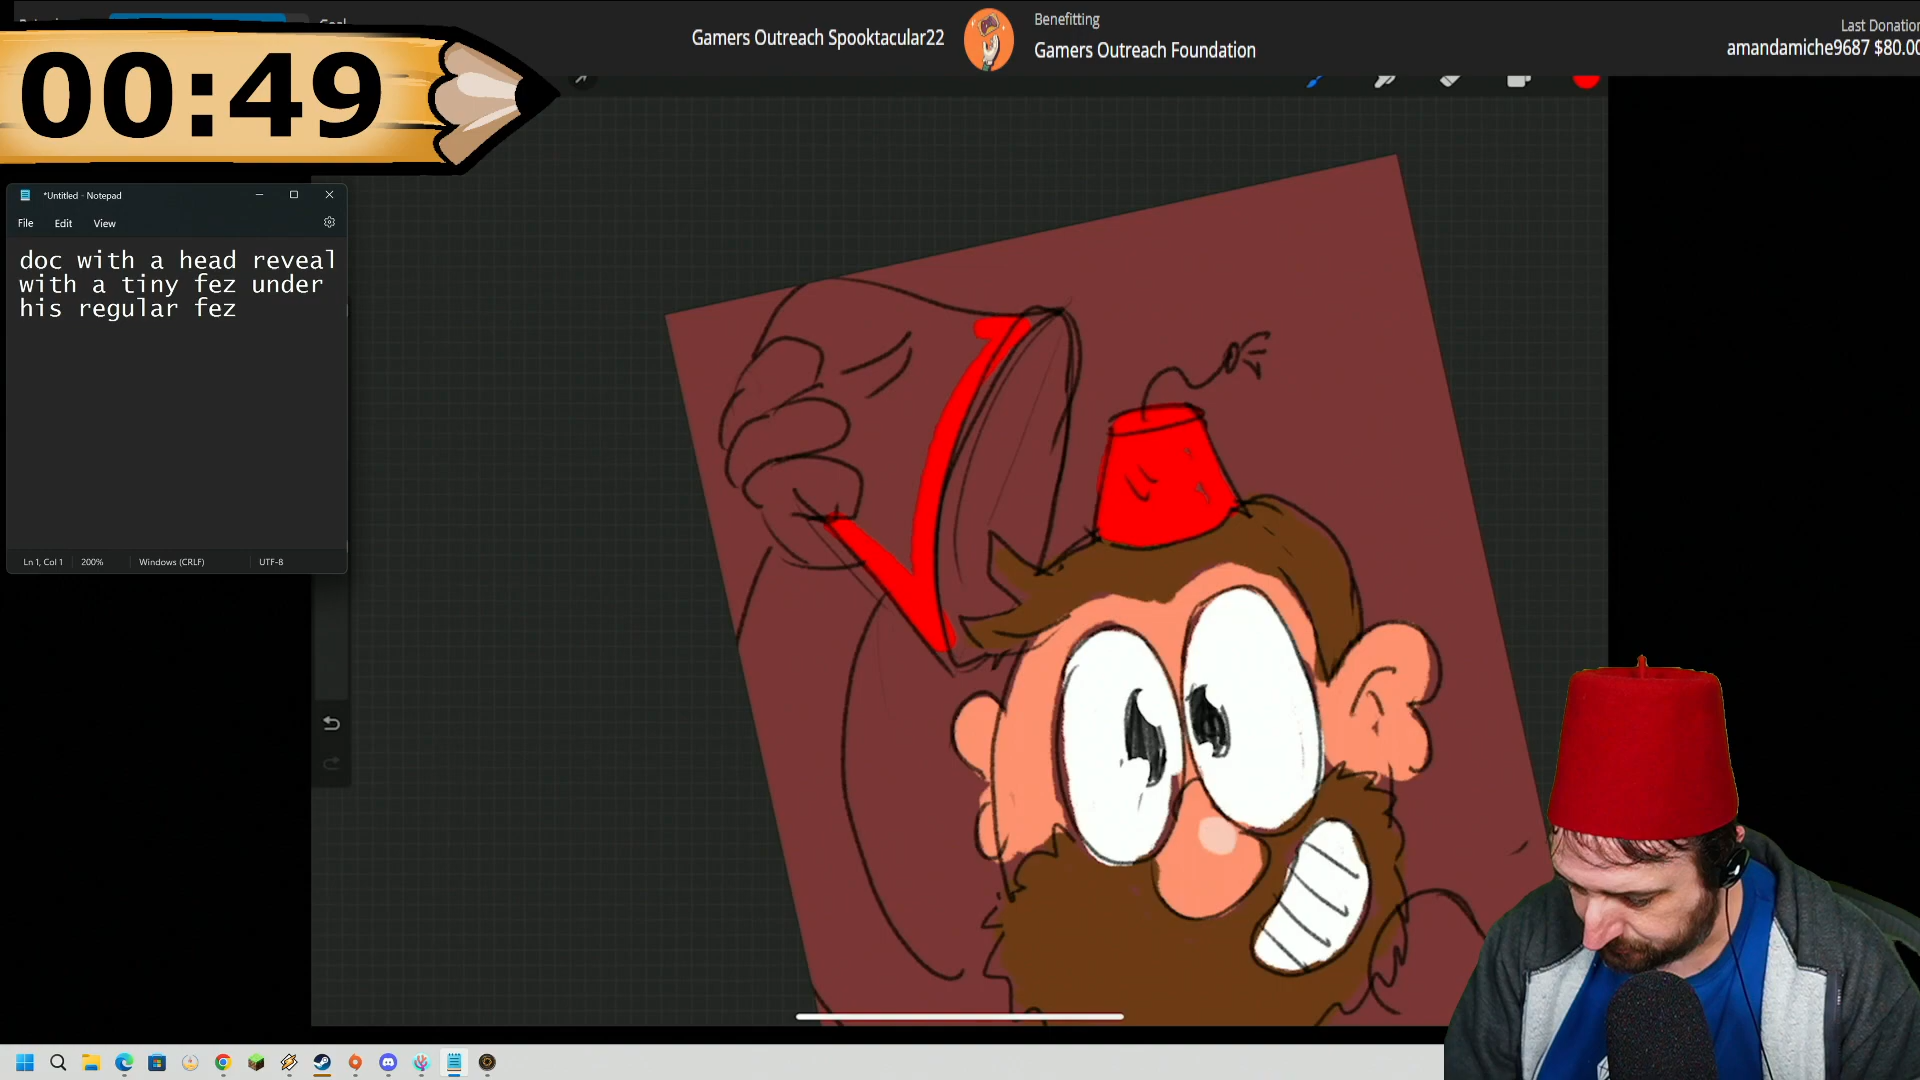 Gamers Outreach Spooktacular22
Benefitting
Gamers Outreach Foundation
Last Donation
amandamiche9687 $80.00
00:49
*Untitled - Notepad
File Edit View
doc with a head reveal
with a tiny fez under
his regular fez
Ln 1, Col 1 200% Windows (CRLF) UTF-8